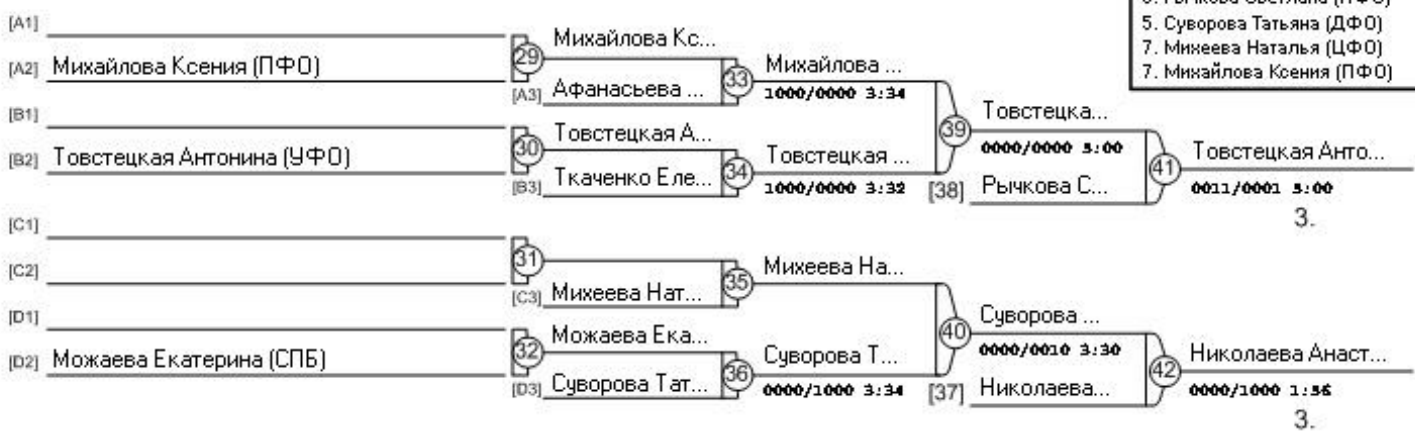 5. Суворова Татьяна (ДФО)
7. Михеева Наталья (ЦФО)
7. Михайлова Ксения (ПФО)
[A1]
[A2] Михайлова Ксения (ПФО)
29
Михайлова Кс...
[A3] Афанасьева ...
33
Михайлова ...
1000/0000 3:34
[B1]
[B2] Товстецкая Антонина (УФО)
30
Товстецкая А...
[B3] Ткаченко Еле...
34
Товстецкая ...
1000/0000 3:32
39
Товстецка...
0000/0000 5:00
[38] Рычкова С...
41
Товстецкая Анто...
0011/0001 5:00
3.
[C1]
[C2]
31
[C3] Михеева Нат...
35
Михеева На...
[D1]
[D2] Можаева Екатерина (СПБ)
32
Можаева Ека...
[D3] Суворова Тат...
36
Суворова Т...
0000/1000 3:34
40
Суворова ...
0000/0010 3:30
[37] Николаева...
42
Николаева Анаст...
0000/1000 1:56
3.